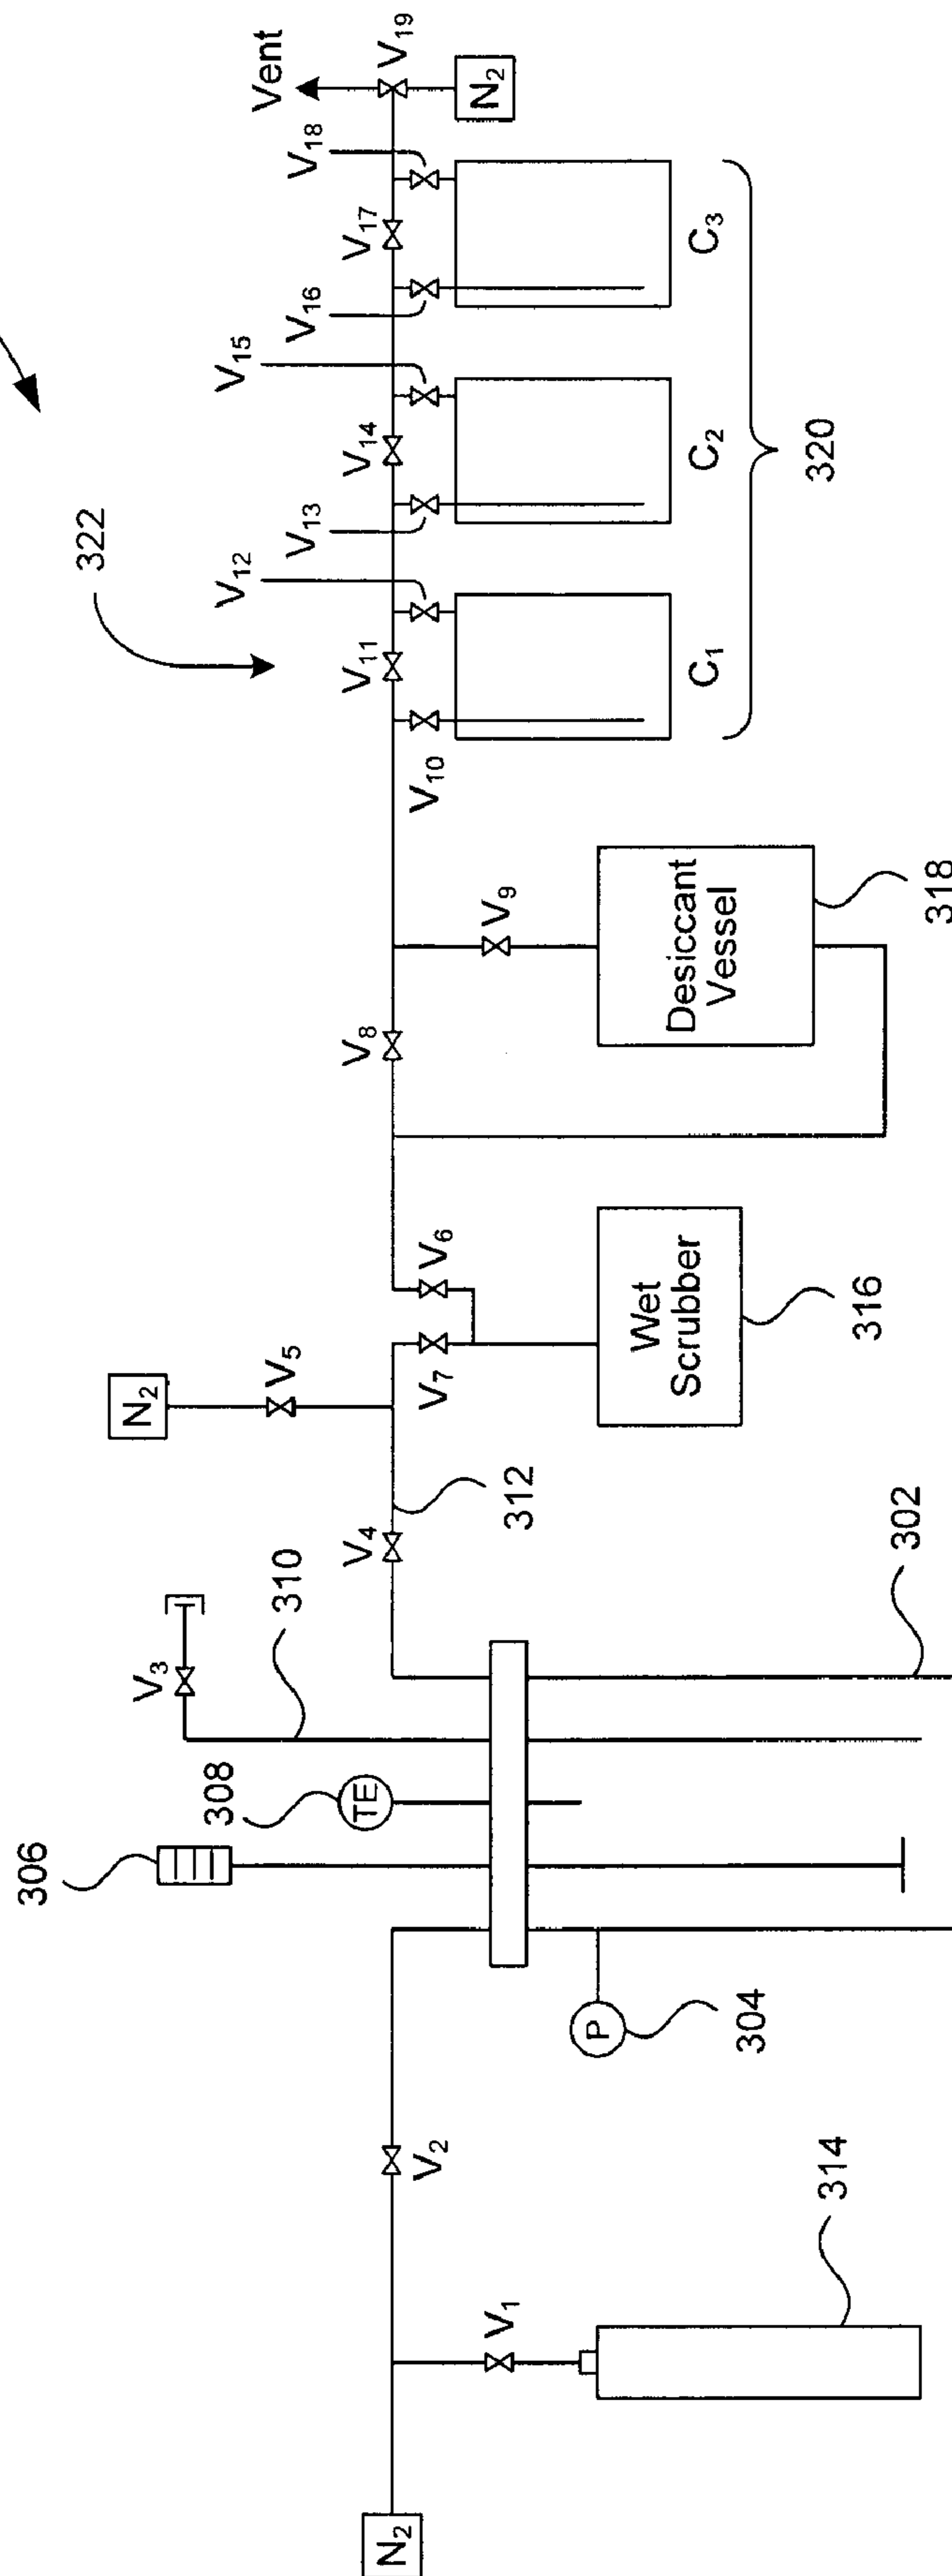 322
Vent
V19
N2
V18
V17
V16
V15
V14
V13
V12
V11
V10
C1
C2
C3
320
N2
V5
V9
V8
Desiccant
Vessel
318
V6
V7
Wet
Scrubber
316
312
V4
V3
310
302
308
TE
306
P
304
V2
V1
314
N2